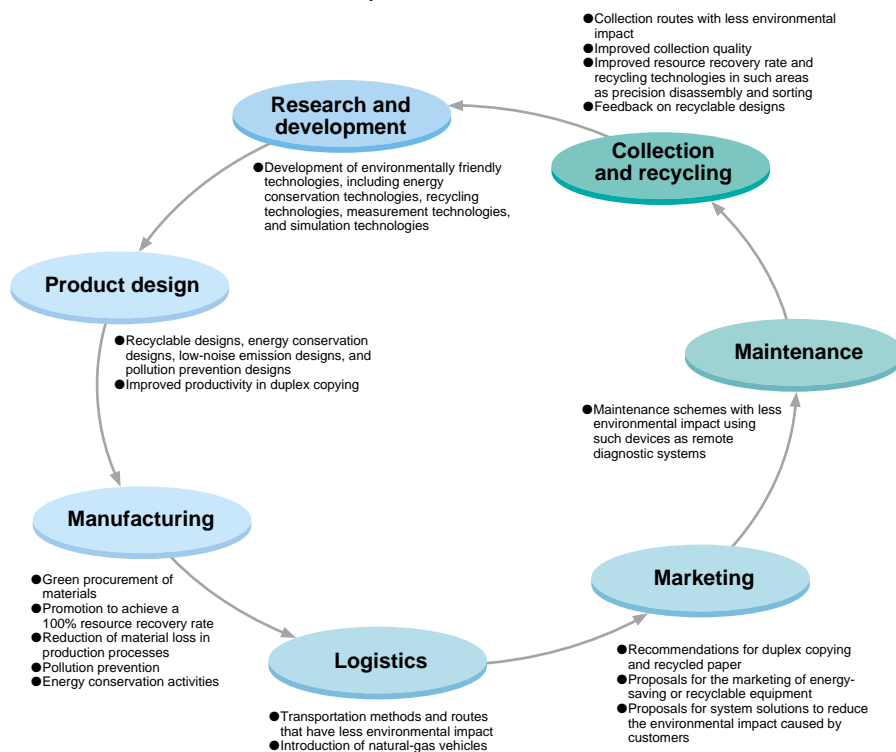 Research and
development
●Development of environmentally friendly
technologies, including energy
conservation technologies, recycling
technologies, measurement technologies,
and simulation technologies
Product design
●Recyclable designs, energy conservation
designs, low-noise emission designs, and
pollution prevention designs
●Improved productivity in duplex copying
Manufacturing
●Green procurement of
materials
●Promotion to achieve a
100% resource recovery rate
●Reduction of material loss in
production processes
●Pollution prevention
●Energy conservation activities
Logistics
●Transportation methods and routes
that have less environmental impact
●Introduction of natural-gas vehicles
Marketing
●Recommendations for duplex copying
and recycled paper
●Proposals for the marketing of energy-
saving or recyclable equipment
●Proposals for system solutions to reduce
the environmental impact caused by
customers
Maintenance
●Maintenance schemes with less
environmental impact using
such devices as remote
diagnostic systems
Collection
and recycling
●Collection routes with less environmental
impact
●Improved collection quality
●Improved resource recovery rate and
recycling technologies in such areas
as precision disassembly and sorting
●Feedback on recyclable designs